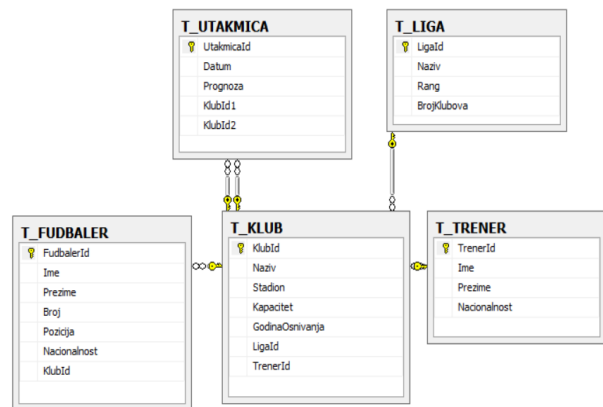 T_UTAKMICA
UtakmicaId
Datum
Prognoza
KlubId1
KlubId2
T_LIGA
LigaId
Naziv
Rang
BrojKlubova
T_FUDBALER
FudbalerId
Ime
Prezime
Broj
Pozicija
Nacionalnost
KlubId
T_KLUB
KlubId
Naziv
Stadion
Kapacitet
GodinaOsnivanja
LigaId
TrenerId
T_TRENER
TrenerId
Ime
Prezime
Nacionalnost